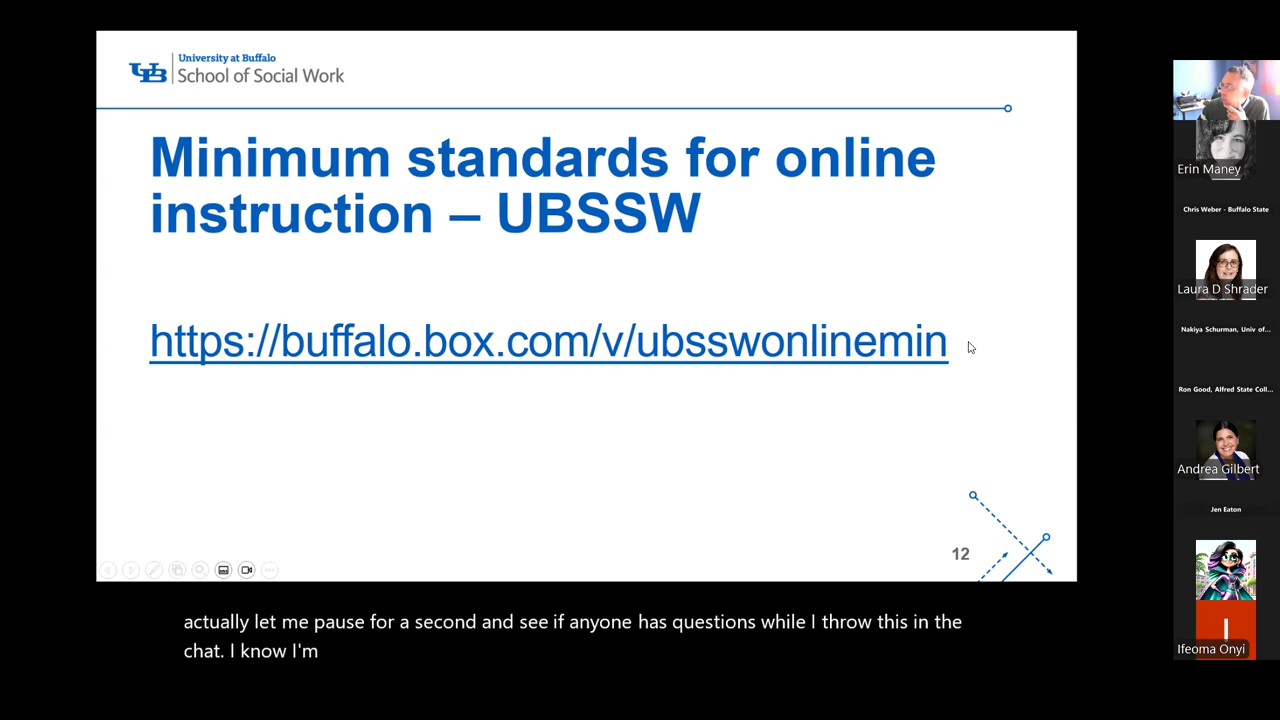 University at Buffalo
School of Social Work
Minimum standards for online
instruction – UBSSW
https://buffalo.box.com/v/ubsswonlinemin
12
actually let me pause for a second and see if anyone has questions while I throw this in the
chat. I know I'm
Erin Maney
Chris Weber - Buffalo State
Laura D Shrader
Nakiya Schurman, Univ of...
Ron Good, Alfred State Coll...
Andrea Gilbert
Jen Eaton
I
Ifeoma Onyi